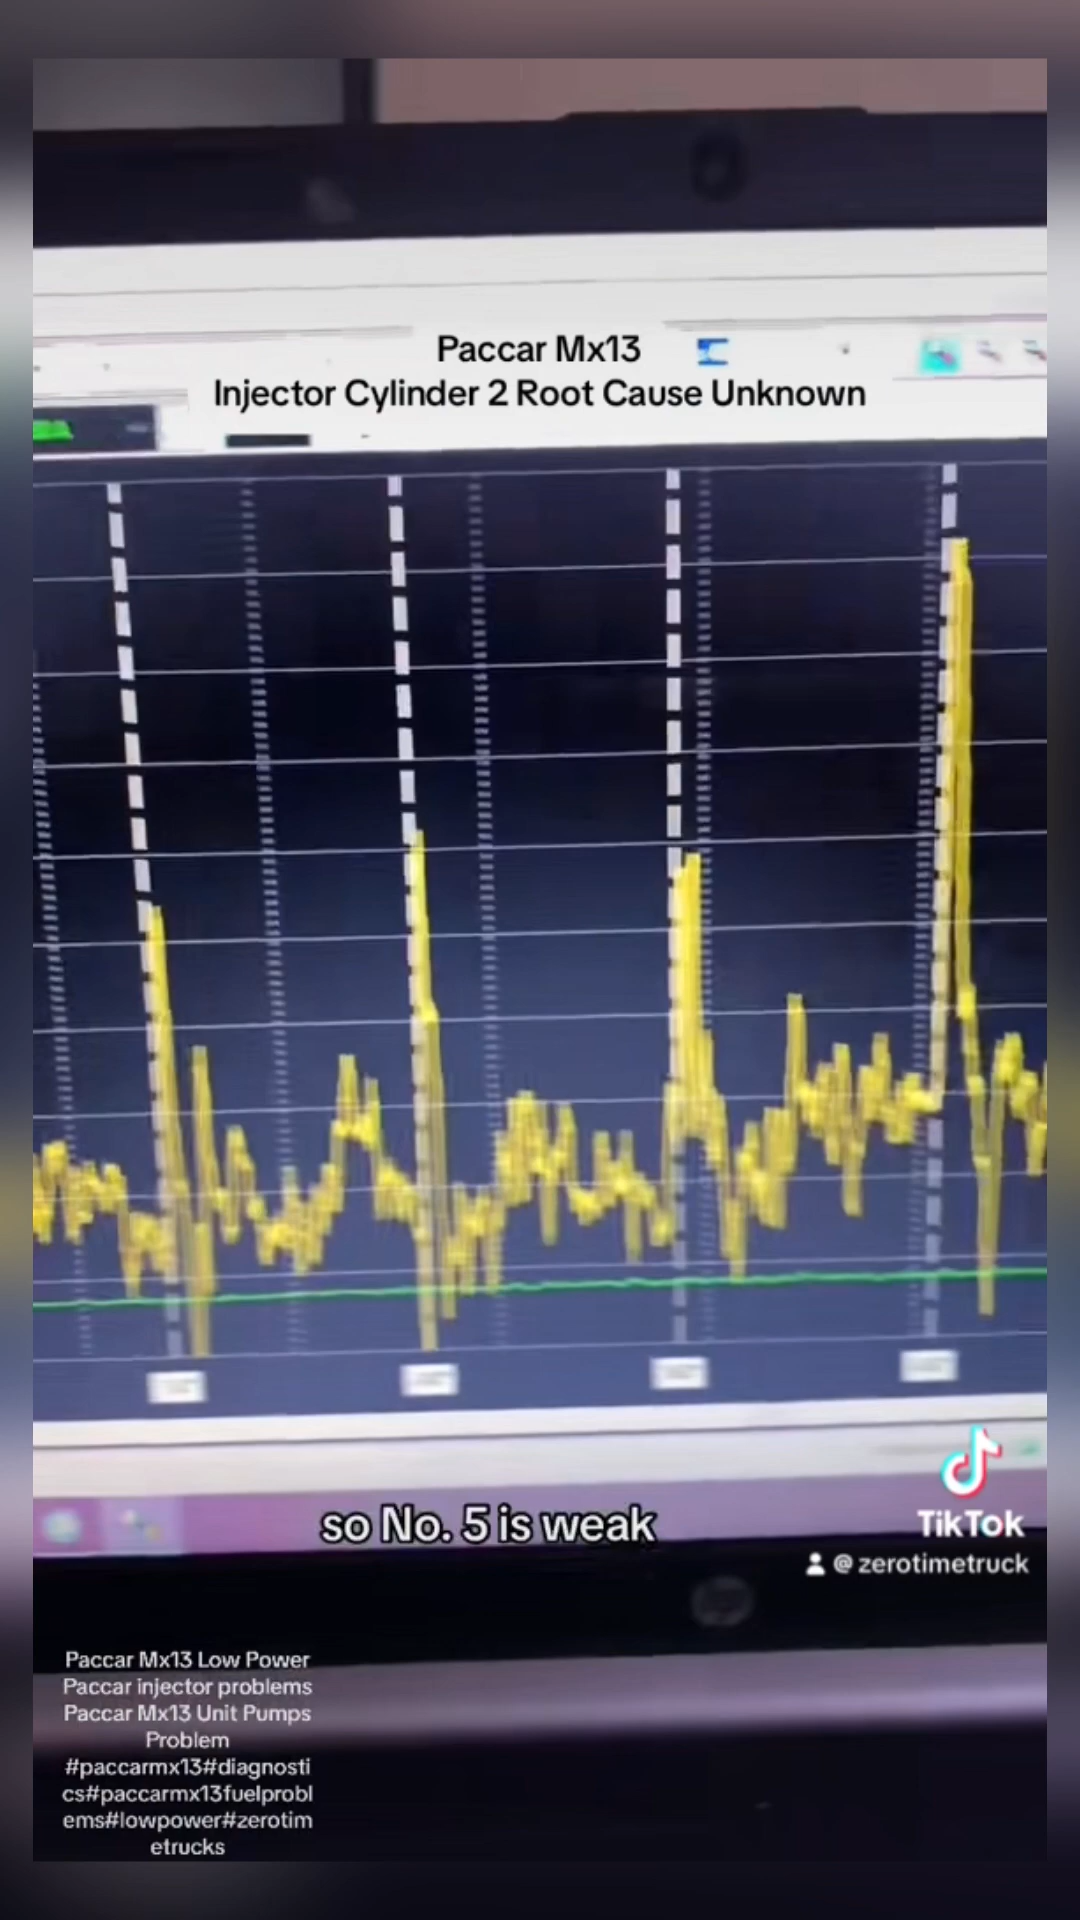 Paccar Mx13
Injector Cylinder 2 Root Cause Unknown
so No. 5 is weak
TikTok
@ zerotimetruck
Paccar Mx13 Low Power
Paccar injector problems
Paccar Mx13 Unit Pumps
Problem
#paccarmx13#diagnosti
cs#paccarmx13fuelprobl
ems#lowpower#zerotim
etrucks